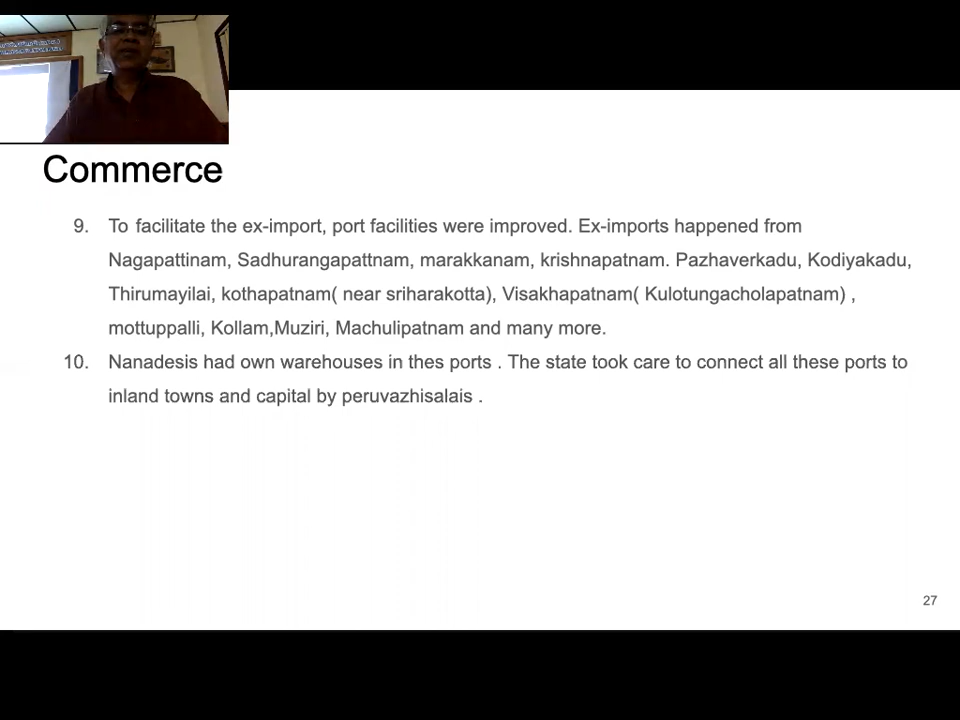 Commerce
9. To facilitate the ex-import, port facilities were improved. Ex-imports happened from
Nagapattinam, Sadhurangapattnam, marakkanam, krishnapatnam. Pazhaverkadu, Kodiyakadu,
Thirumayilai, kothapatnam( near sriharakotta), Visakhapatnam( Kulotungacholapatnam) ,
mottuppalli, Kollam,Muziri, Machulipatnam and many more.
10. Nanadesis had own warehouses in thes ports . The state took care to connect all these ports to
inland towns and capital by peruvazhisalais .
27